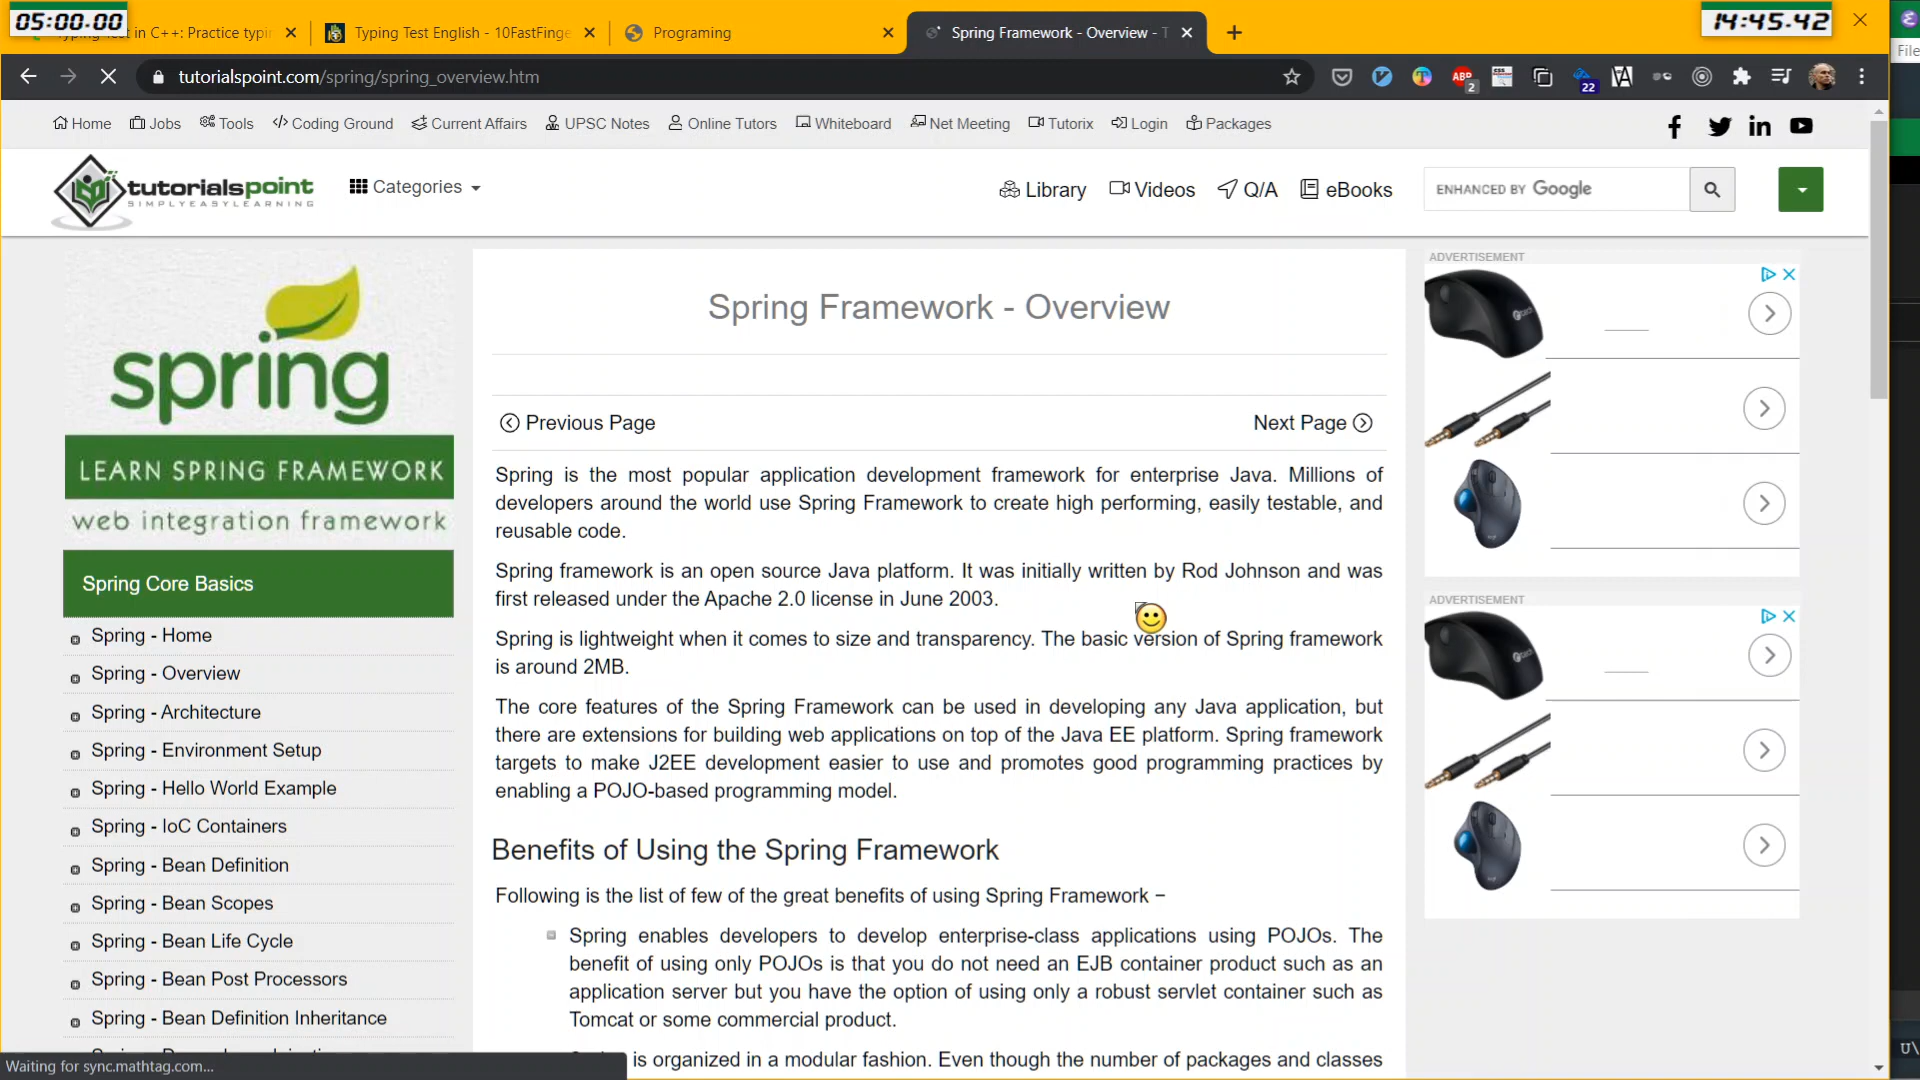 05:00.00
in C++: Practice typi
Typing Test English - 10FastFinge
Programing
Spring Framework - Overview - T
14:45.42
File
tutorialspoint.com/spring/spring_overview.htm
ABP
2
22
Home
Jobs
Tools
Coding Ground
Current Affairs
UPSC Notes
Online Tutors
Whiteboard
Net Meeting
Tutorix
Login
Packages
tutorialspoint
SIMPLYEASYLEARNING
Categories
Library
Videos
Q/A
eBooks
ENHANCED BY Google
spring
LEARN SPRING FRAMEWORK
web integration framework
Spring Core Basics
Spring - Home
Spring - Overview
Spring - Architecture
Spring - Environment Setup
Spring - Hello World Example
Spring - IoC Containers
Spring - Bean Definition
Spring - Bean Scopes
Spring - Bean Life Cycle
Spring - Bean Post Processors
Spring - Bean Definition Inheritance
Spring Framework - Overview
Previous Page
Next Page
Spring is the most popular application development framework for enterprise Java. Millions of
developers around the world use Spring Framework to create high performing, easily testable, and
reusable code.
Spring framework is an open source Java platform. It was initially written by Rod Johnson and was
first released under the Apache 2.0 license in June 2003.
Spring is lightweight when it comes to size and transparency. The basic version of Spring framework
is around 2MB.
The core features of the Spring Framework can be used in developing any Java application, but
there are extensions for building web applications on top of the Java EE platform. Spring framework
targets to make J2EE development easier to use and promotes good programming practices by
enabling a POJO-based programming model.
Benefits of Using the Spring Framework
Following is the list of few of the great benefits of using Spring Framework −
Spring enables developers to develop enterprise-class applications using POJOs. The
benefit of using only POJOs is that you do not need an EJB container product such as an
application server but you have the option of using only a robust servlet container such as
Tomcat or some commercial product.
is organized in a modular fashion. Even though the number of packages and classes
ADVERTISEMENT
ADVERTISEMENT
Waiting for sync.mathtag.com...
U\